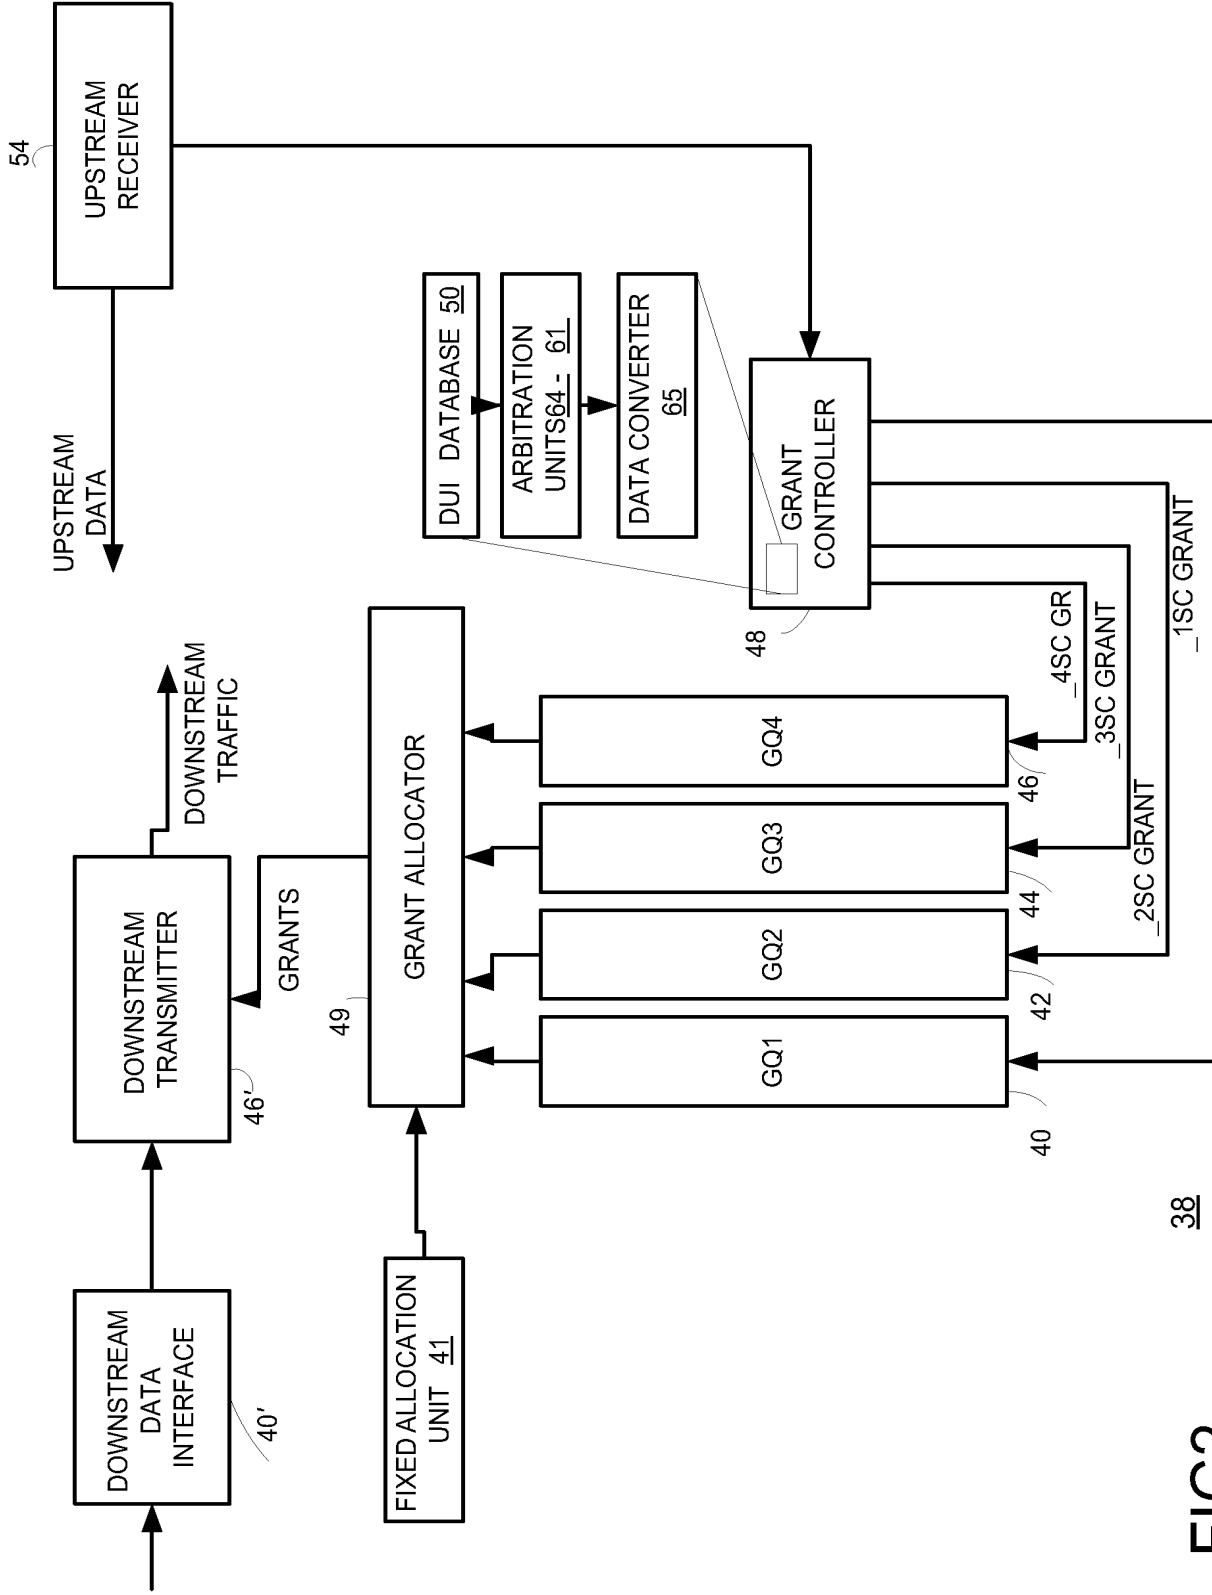 54
UPSTREAM
RECEIVER
UPSTREAM
DATA
DOWNSTREAM
DATA
INTERFACE
40'
DOWNSTREAM
TRANSMITTER
46'
DOWNSTREAM
TRAFFIC
GRANTS
FIXED ALLOCATION
UNIT 41
49
GRANT ALLOCATOR
DUI DATABASE 50
ARBITRATION
UNITS64 - 61
DATA CONVERTER
65
GQ1
GQ2
GQ3
GQ4
40
42
44
46
48
GRANT
CONTROLLER
_4SC GR
_3SC GRANT
_2SC GRANT
_1SC GRANT
38